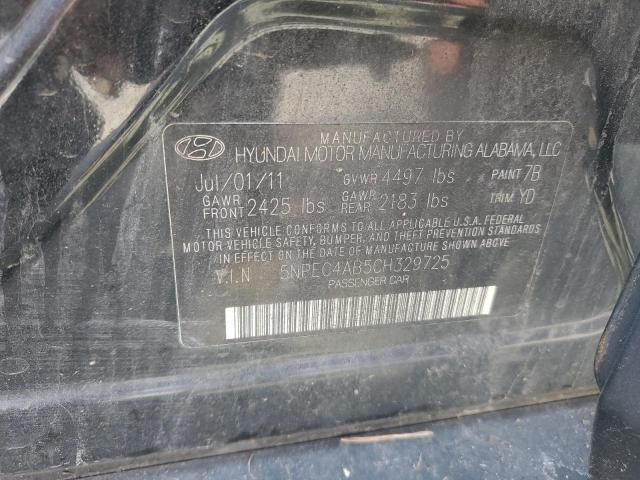 MANUFACTURED BY
HYUNDAI MOTOR MANUFACTURING ALABAMA, LLC
Jul/01/11 GVWR 4497 lbs PAINT 7B
GAWR FRONT 2425 lbs GAWR REAR 2183 lbs TRIM YD
THIS VEHICLE CONFORMS TO ALL APPLICABLE U.S.A. FEDERAL
MOTOR VEHICLE SAFETY, BUMPER, AND THEFT PREVENTION STANDARDS
IN EFFECT ON THE DATE OF MANUFACTURE SHOWN ABOVE
V.I.N 5NPEC4AB5CH329725
PASSENGER CAR